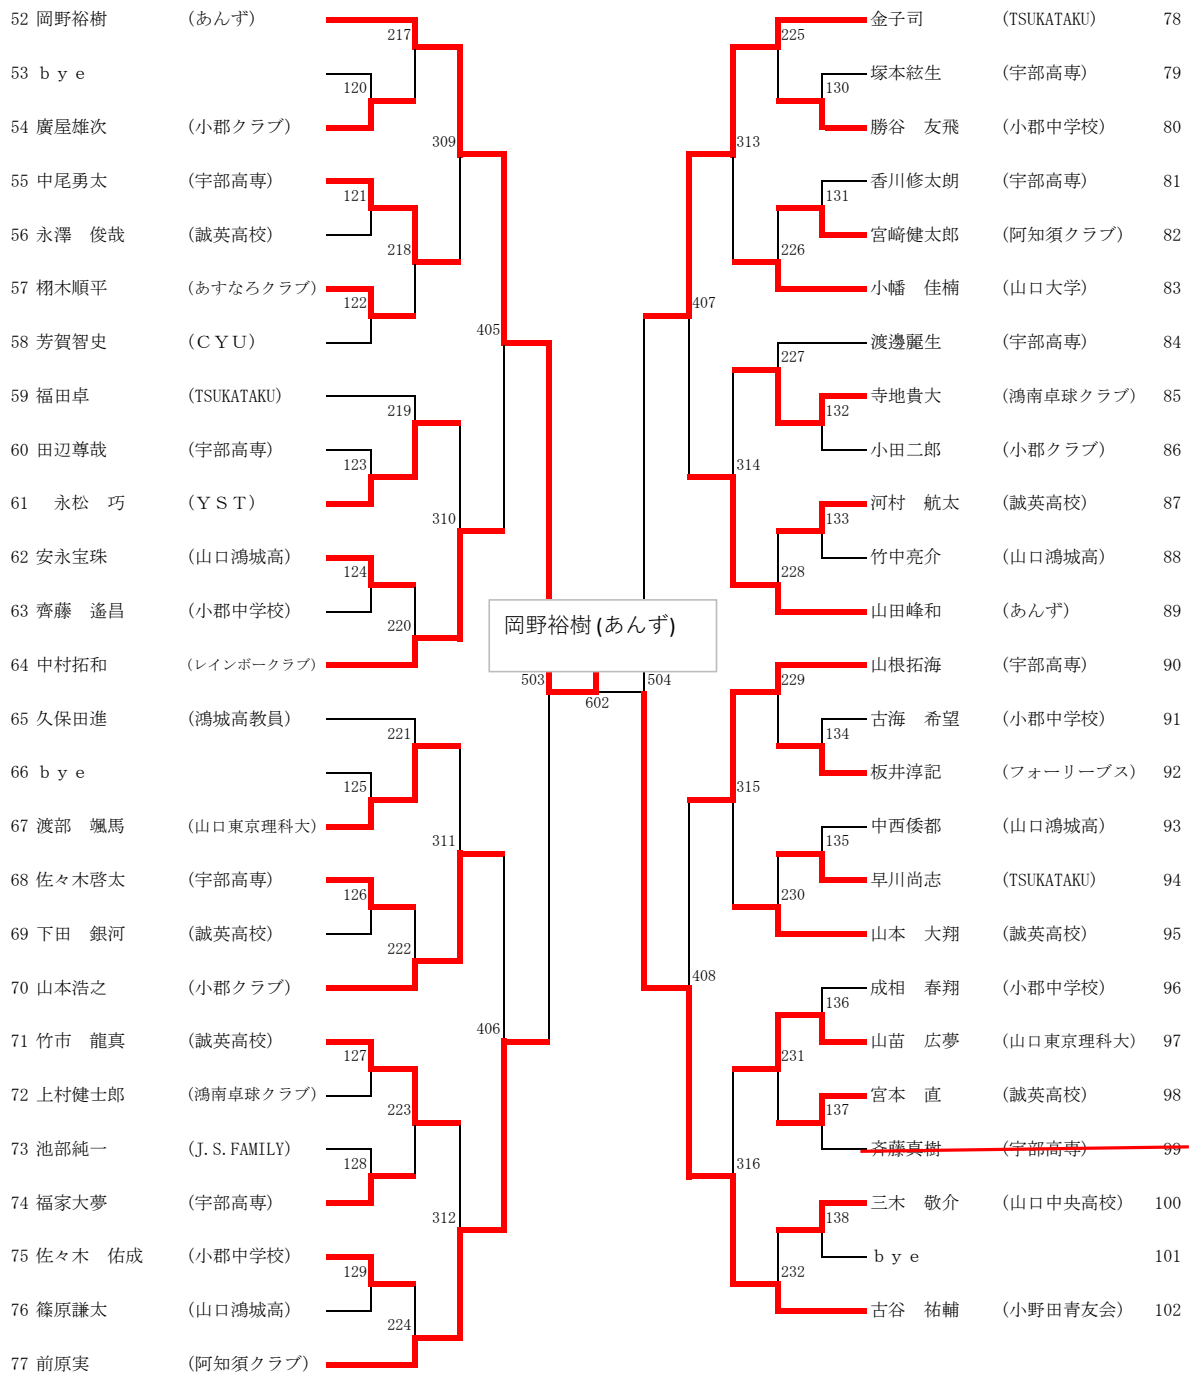 52 岡野裕樹 (あんず)
53 ｂｙｅ
54 廣屋雄次 (小郡クラブ)
55 中尾勇太 (宇部高専)
56 永澤　俊哉 (誠英高校)
57 栩木順平 (あすなろクラブ)
58 芳賀智史 (ＣＹＵ)
59 福田卓 (TSUKATAKU)
60 田辺尊哉 (宇部高専)
61 永松　巧 (ＹＳＴ)
62 安永宝珠 (山口鴻城高)
63 齊藤　遙昌 (小郡中学校)
64 中村拓和 (レインボークラブ)
65 久保田進 (鴻城高教員)
66 ｂｙｅ
67 渡部　颯馬 (山口東京理科大)
68 佐々木啓太 (宇部高専)
69 下田　銀河 (誠英高校)
70 山本浩之 (小郡クラブ)
71 竹市　龍真 (誠英高校)
72 上村健士郎 (鴻南卓球クラブ)
73 池部純一 (J.S.FAMILY)
74 福家大夢 (宇部高専)
75 佐々木　佑成 (小郡中学校)
76 篠原謙太 (山口鴻城高)
77 前原実 (阿知須クラブ)
217
120
309
121
218
122
405
219
123
310
124
220
221
125
311
126
222
406
127
223
128
312
129
224
岡野裕樹(あんず)
503
602
504
225
130
313
131
226
407
227
132
314
133
228
229
134
315
135
230
408
136
231
137
316
138
232
金子司 (TSUKATAKU) 78
塚本絃生 (宇部高専) 79
勝谷　友飛 (小郡中学校) 80
香川修太朗 (宇部高専) 81
宮﨑健太郎 (阿知須クラブ) 82
小幡　佳楠 (山口大学) 83
渡邊麗生 (宇部高専) 84
寺地貴大 (鴻南卓球クラブ) 85
小田二郎 (小郡クラブ) 86
河村　航太 (誠英高校) 87
竹中亮介 (山口鴻城高) 88
山田峰和 (あんず) 89
山根拓海 (宇部高専) 90
古海　希望 (小郡中学校) 91
板井淳記 (フォーリーブス) 92
中西倭都 (山口鴻城高) 93
早川尚志 (TSUKATAKU) 94
山本　大翔 (誠英高校) 95
成相　春翔 (小郡中学校) 96
山苗　広夢 (山口東京理科大) 97
宮本　直 (誠英高校) 98
斉藤真樹 (宇部高専) 99
三木　敬介 (山口中央高校) 100
ｂｙｅ 101
古谷　祐輔 (小野田青友会) 102